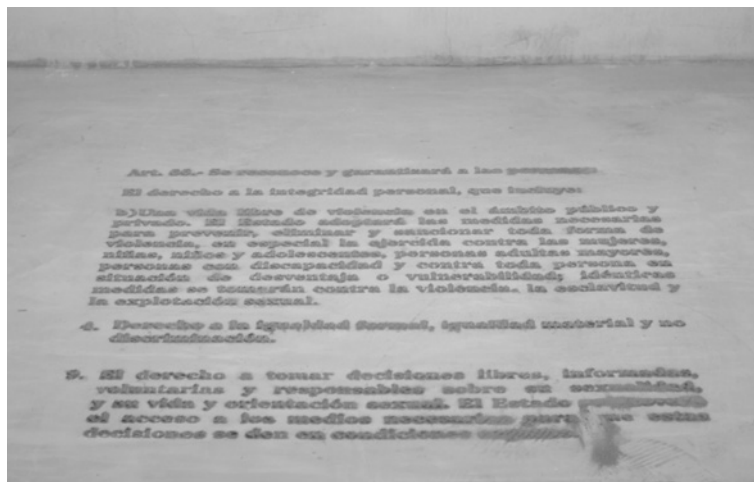 Art. 66.- Se reconoce y garantizará a las personas:
El derecho a la integridad personal, que incluye:
b) Una vida libre de violencia en el ámbito público y
privado. El Estado adoptará las medidas necesarias
para prevenir, eliminar y sancionar toda forma de
violencia, en especial la ejercida contra las mujeres,
niñas, niños y adolescentes, personas adultas mayores,
personas con discapacidad y contra toda persona en
situación de desventaja o vulnerabilidad; idénticas
medidas se tomarán contra la violencia, la esclavitud y
la explotación sexual.
4. Derecho a la igualdad formal, igualdad material y no
discriminación.
9. El derecho a tomar decisiones libres, informadas,
voluntarias y responsables sobre su sexualidad,
y su vida y orientación sexual. El Estado
el acceso a los medios necesarios para que estas
decisiones se den en condiciones